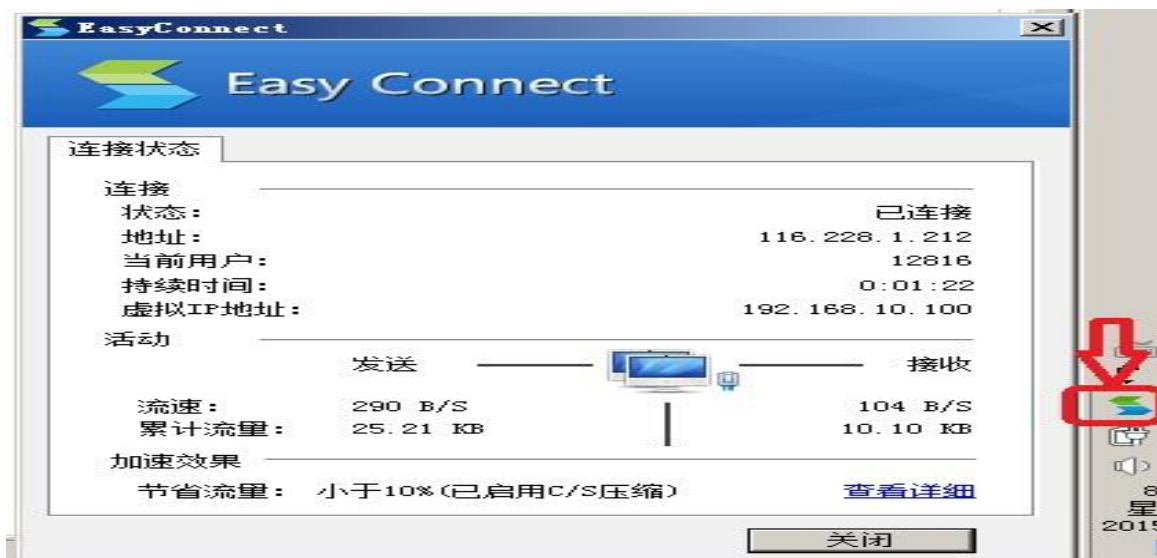 EasyConnect
Easy Connect
连接状态
连接
状态： 已连接
地址： 116.228.1.212
当前用户： 12816
持续时间： 0:01:22
虚拟IP地址： 192.168.10.100
活动
发送 接收
流速： 290 B/S 104 B/S
累计流量： 25.21 KB 10.10 KB
加速效果
节省流量： 小于10%(已启用C/S压缩) 查看详细
关闭
8
星
2015